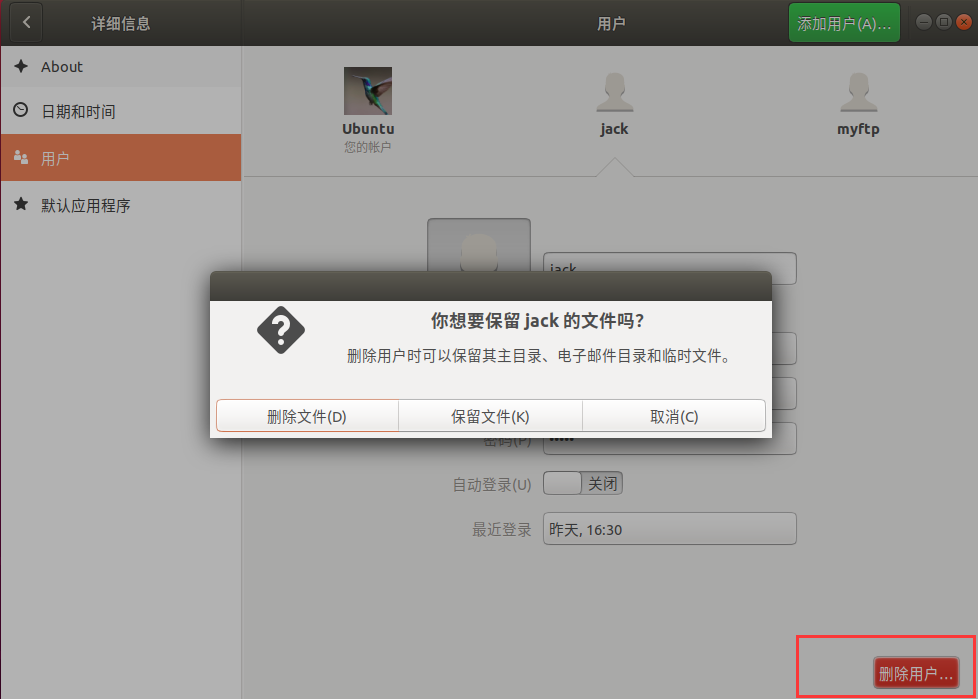 详细信息
用户
添加用户(A)...
About
日期和时间
用户
默认应用程序
Ubuntu
您的帐户
jack
myftp
jack
你想要保留 jack 的文件吗?
删除用户时可以保留其主目录、电子邮件目录和临时文件。
删除文件(D)
保留文件(K)
取消(C)
密码(P)
自动登录(U)
关闭
最近登录
昨天, 16:30
删除用户...